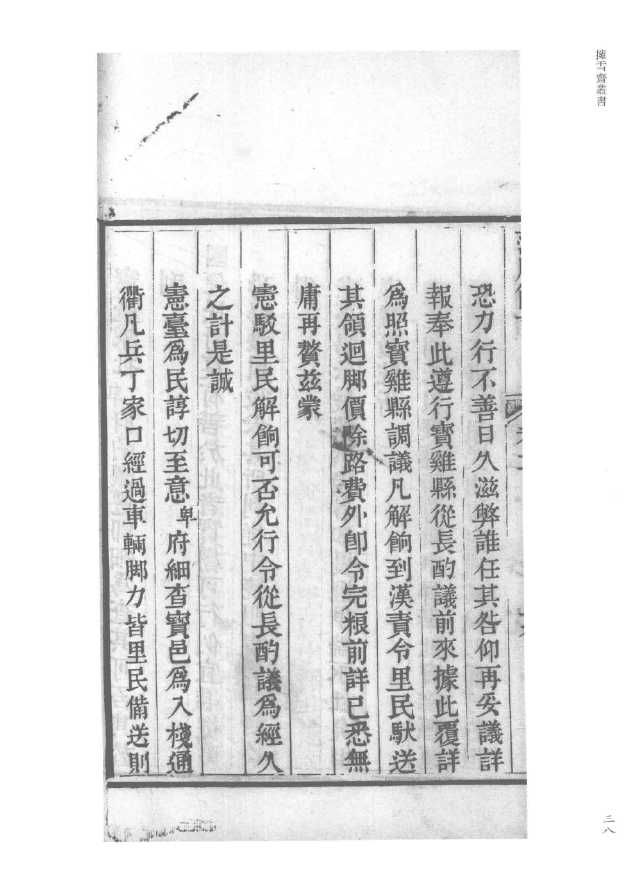 擁雪齋叢書
恐力行不善日久滋弊誰任其咎仰再妥議詳
報奉此遵行寶雞縣從長酌議前來據此覆詳
爲照寶雞縣調議凡解餉到漢責令里民馱送
其領迴脚價除路費外卽令完粮前詳已悉無
庸再贅玆蒙
憲駁里民解餉可否允行令從長酌議爲經久
之計是誠
憲臺爲民諄切至意卑府細查寶邑爲入棧通
衢凡兵丁家口經過車輛脚力皆里民備送則
三八